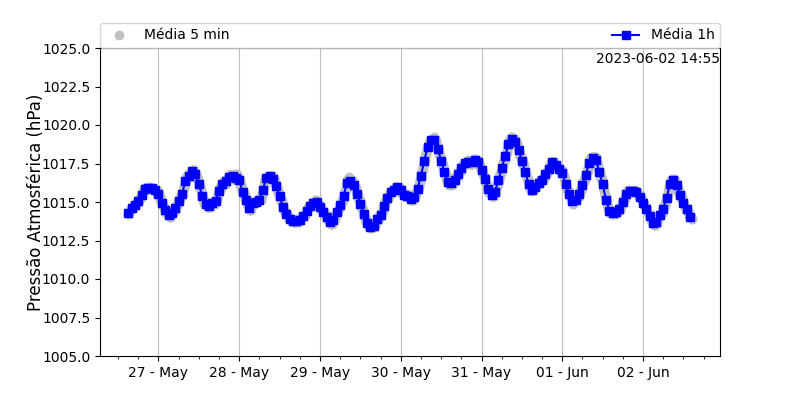 Média 5 min
Média 1h
2023-06-02 14:55
Pressão Atmosférica (hPa)
1025.0
1022.5
1020.0
1017.5
1015.0
1012.5
1010.0
1007.5
1005.0
27 - May
28 - May
29 - May
30 - May
31 - May
01 - Jun
02 - Jun